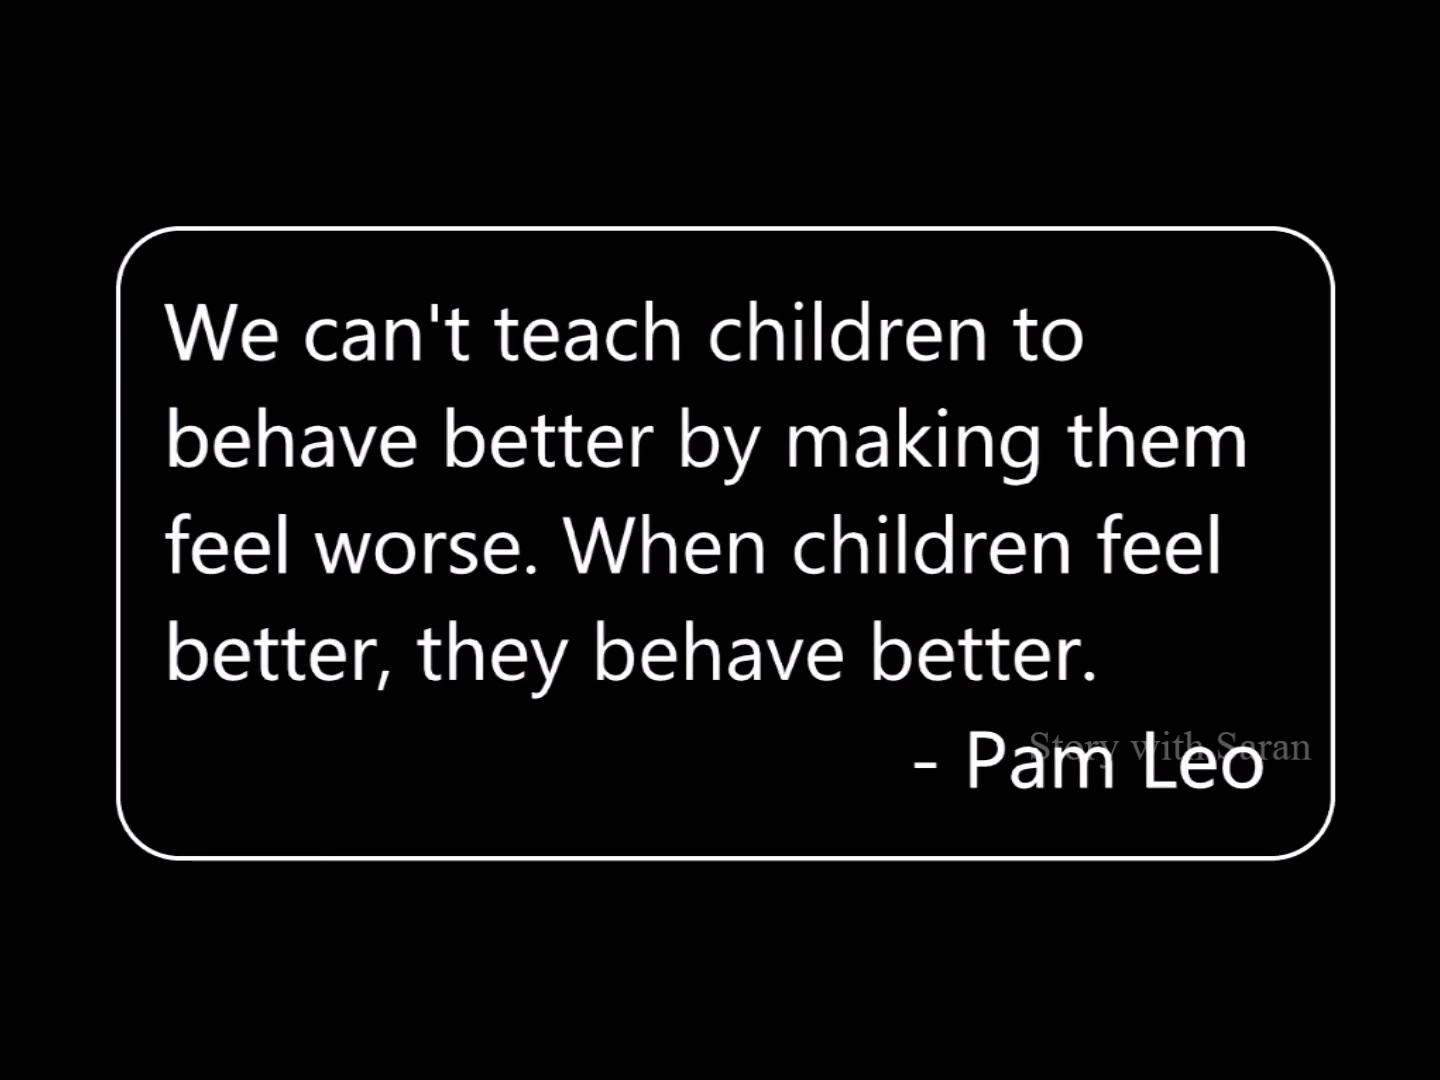 We can't teach children to
behave better by making them
feel worse. When children feel
better, they behave better.
- Pam Leo
Story with Saran